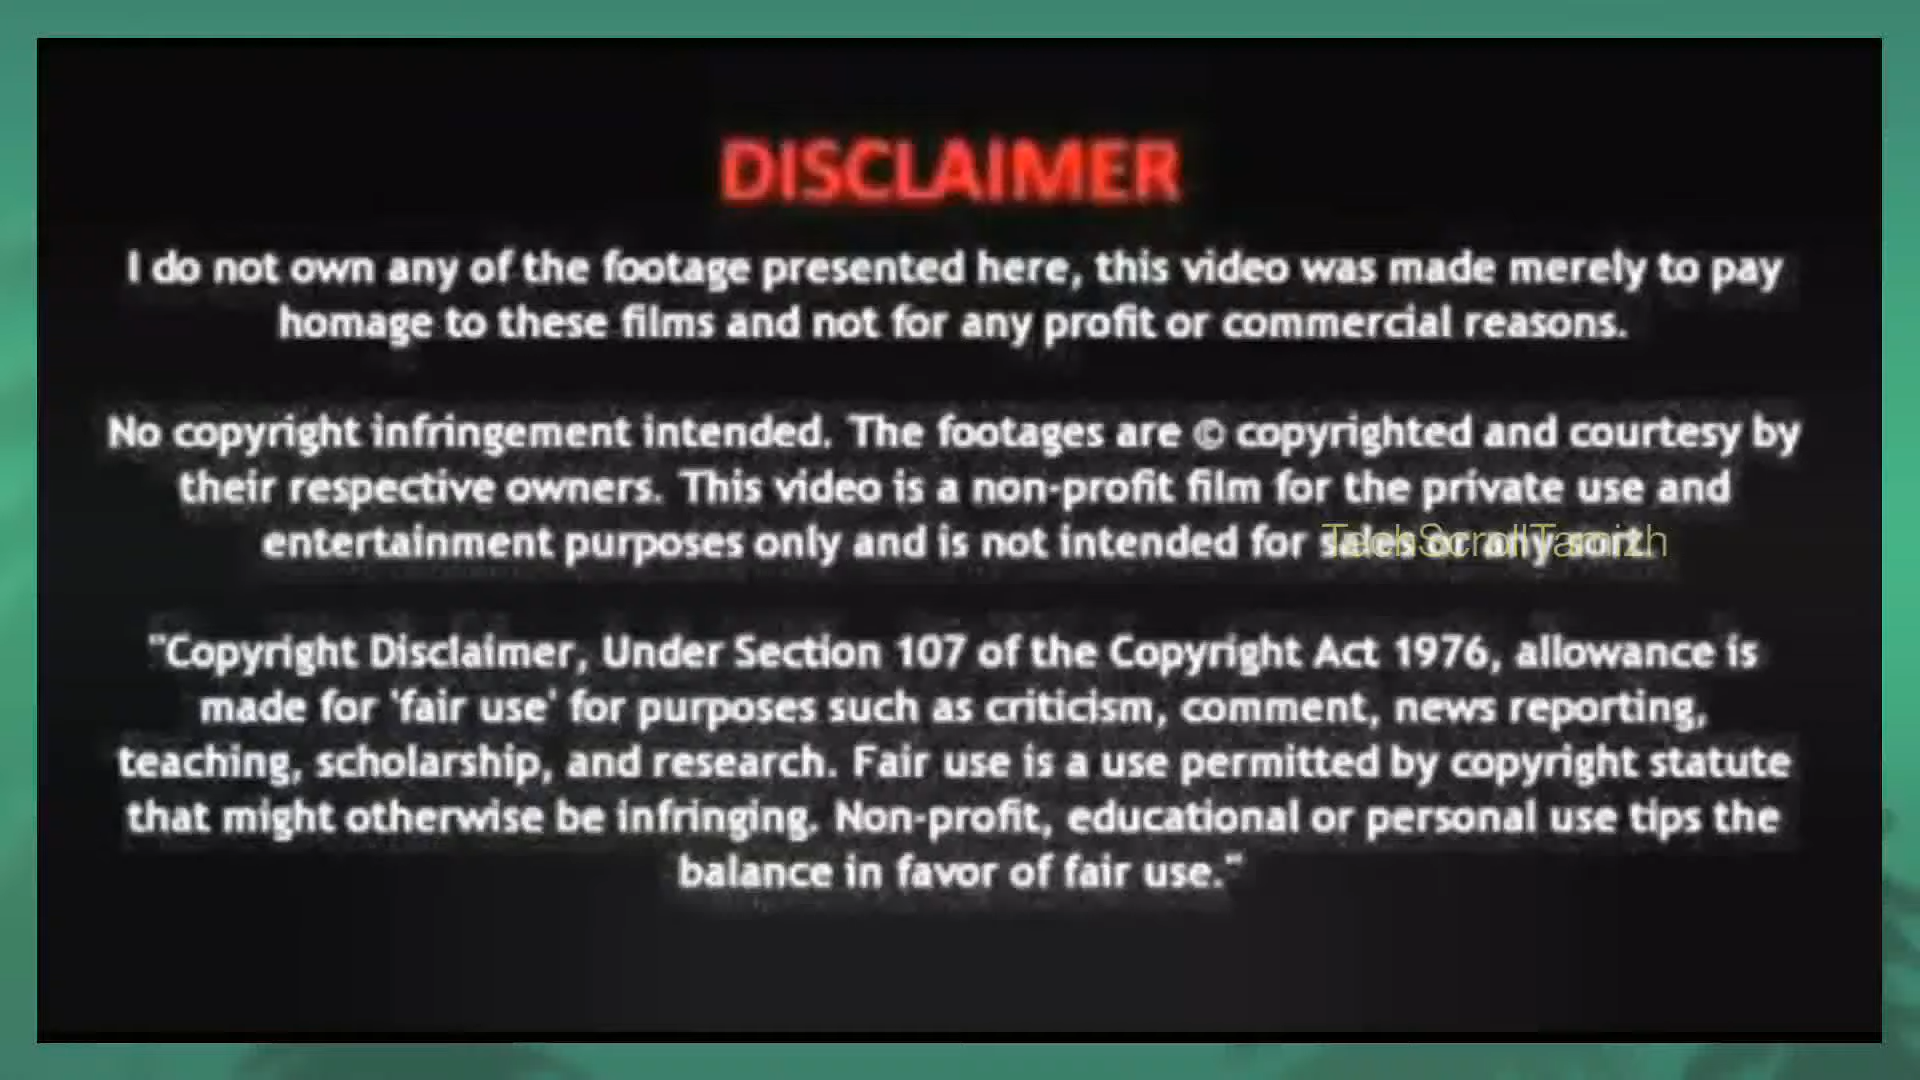 DISCLAIMER
I do not own any of the footage presented here, this video was made merely to pay
homage to these films and not for any profit or commercial reasons.
No copyright infringement intended. The footages are © copyrighted and courtesy by
their respective owners. This video is a non-profit film for the private use and
entertainment purposes only and is not intended for sales or any sort.
TechScrollTamizh
"Copyright Disclaimer, Under Section 107 of the Copyright Act 1976, allowance is
made for 'fair use' for purposes such as criticism, comment, news reporting,
teaching, scholarship, and research. Fair use is a use permitted by copyright statute
that might otherwise be infringing. Non-profit, educational or personal use tips the
balance in favor of fair use."